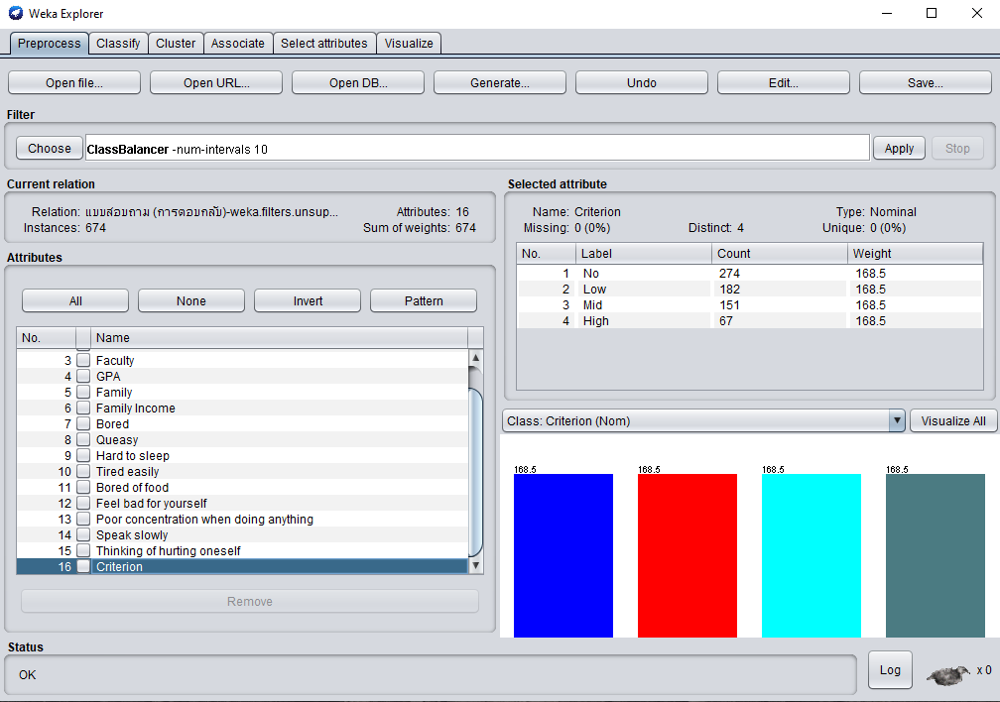 Weka Explorer
Preprocess Classify Cluster Associate Select attributes Visualize
Open file... Open URL... Open DB... Generate... Undo Edit... Save...
Filter
Choose ClassBalancer -num-intervals 10 Apply Stop
Current relation
Relation: แบบสอบถาม (การตอบกลับ)-weka.filters.unsup... Attributes: 16
Instances: 674 Sum of weights: 674
Attributes
All None Invert Pattern
No. Name
3 Faculty
4 GPA
5 Family
6 Family Income
7 Bored
8 Queasy
9 Hard to sleep
10 Tired easily
11 Bored of food
12 Feel bad for yourself
13 Poor concentration when doing anything
14 Speak slowly
15 Thinking of hurting oneself
16 Criterion
Remove
Selected attribute
Name: Criterion Type: Nominal
Missing: 0 (0%) Distinct: 4 Unique: 0 (0%)
No. Label Count Weight
1 No 274 168.5
2 Low 182 168.5
3 Mid 151 168.5
4 High 67 168.5
Class: Criterion (Nom) Visualize All
168.5 168.5 168.5 168.5
Status
OK
Log x 0